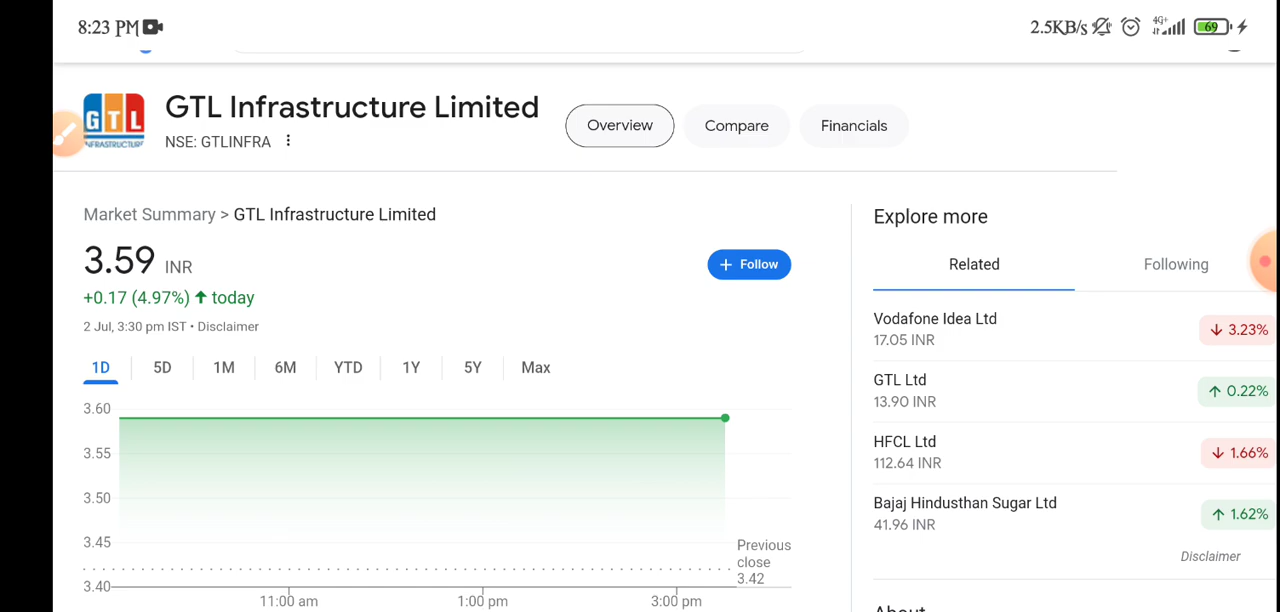 8:23 PM
2.5KB/s 4G+ 69
GTL
INFRASTRUCTURE
GTL Infrastructure Limited
NSE: GTLINFRA
Overview
Compare
Financials
Market Summary > GTL Infrastructure Limited
3.59 INR
+ Follow
+0.17 (4.97%) ↑ today
2 Jul, 3:30 pm IST • Disclaimer
1D 5D 1M 6M YTD 1Y 5Y Max
3.60
3.55
3.50
3.45
3.40
Previous
close
3.42
11:00 am 1:00 pm 3:00 pm
Explore more
Related Following
Vodafone Idea Ltd
17.05 INR
↓ 3.23%
GTL Ltd
13.90 INR
↑ 0.22%
HFCL Ltd
112.64 INR
↓ 1.66%
Bajaj Hindusthan Sugar Ltd
41.96 INR
↑ 1.62%
Disclaimer
About